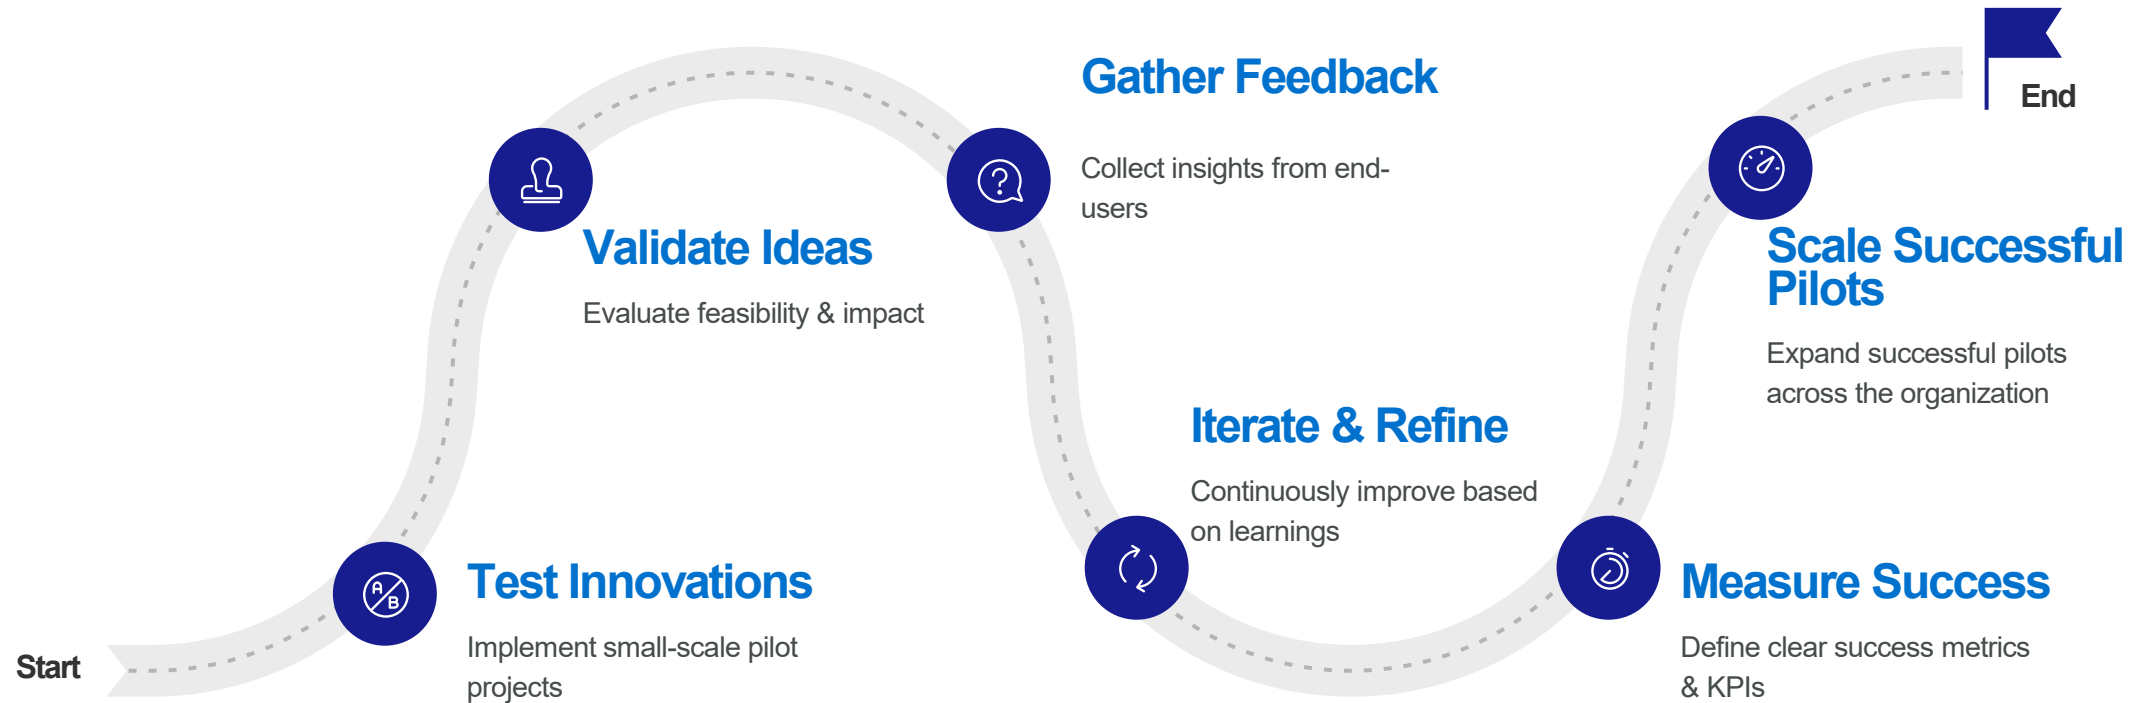 Start
A
B
Test Innovations
Implement small-scale pilot
projects
Validate Ideas
Evaluate feasibility & impact
?
Gather Feedback
Collect insights from end-
users
Iterate & Refine
Continuously improve based
on learnings
Measure Success
Define clear success metrics
& KPIs
Scale Successful
Pilots
Expand successful pilots
across the organization
End